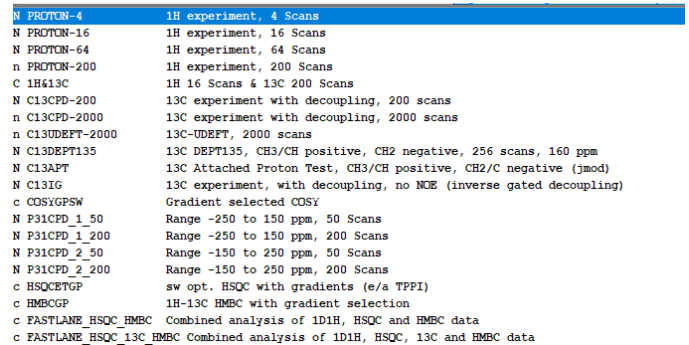 N PROTON-4 1H experiment, 4 Scans
N PROTON-16 1H experiment, 16 Scans
N PROTON-64 1H experiment, 64 Scans
n PROTON-200 1H experiment, 200 Scans
C 1H&13C 1H 16 Scans & 13C 200 Scans
N C13CPD-200 13C experiment with decoupling, 200 scans
n C13CPD-2000 13C experiment with decoupling, 2000 scans
n C13UDEFT-2000 13C-UDEFT, 2000 scans
N C13DEPT135 13C DEPT135, CH3/CH positive, CH2 negative, 256 scans, 160 ppm
N C13APT 13C Attached Proton Test, CH3/CH positive, CH2/C negative (jmod)
N C13IG 13C experiment, with decoupling, no NOE (inverse gated decoupling)
c COSYGPSW Gradient selected COSY
N P31CPD_1_50 Range -250 to 150 ppm, 50 Scans
N P31CPD_1_200 Range -250 to 150 ppm, 200 Scans
N P31CPD_2_50 Range -150 to 250 ppm, 50 Scans
N P31CPD_2_200 Range -150 to 250 ppm, 200 Scans
c HSQCETGP sw opt. HSQC with gradients (e/a TPPI)
c HMBCGP 1H-13C HMBC with gradient selection
c FASTLANE_HSQC_HMBC Combined analysis of 1D1H, HSQC and HMBC data
c FASTLANE_HSQC_13C_HMBC Combined analysis of 1D1H, HSQC, 13C and HMBC data